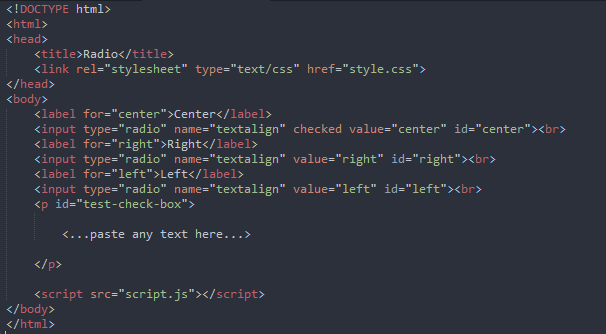 <!DOCTYPE html>
<html>
<head>
<title>Radio</title>
<link rel="stylesheet" type="text/css" href="style.css">
</head>
<body>
<label for="center">Center</label>
<input type="radio" name="textalign" checked value="center" id="center"><br>
<label for="right">Right</label>
<input type="radio" name="textalign" value="right" id="right"><br>
<label for="left">Left</label>
<input type="radio" name="textalign" value="left" id="left"><br>
<p id="test-check-box">
<...paste any text here...>
</p>
<script src="script.js"></script>
</body>
</html>